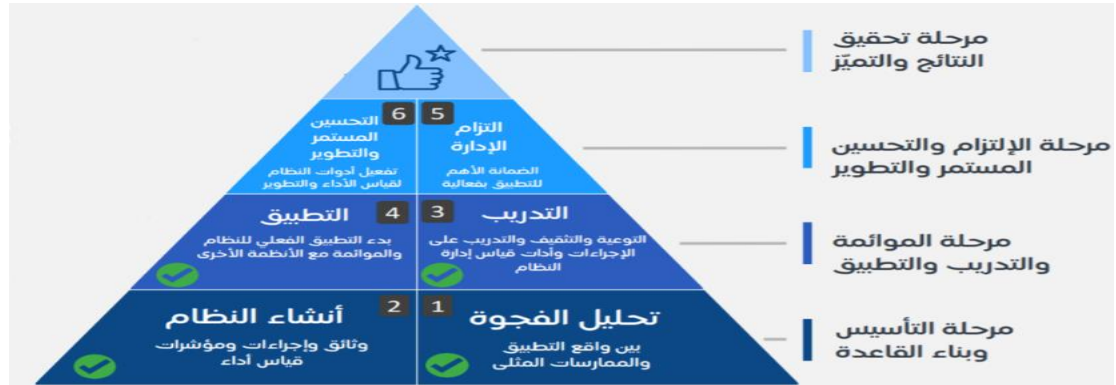 مرحلة تحقيق
النتائج والتميّز
5
التزام
الإدارة
الضمانة الأهم
للتطبيق بفعالية
6
التحسين
المستمر
والتطوير
تفعيل أدوات النظام
لقياس الأداء والتطوير
مرحلة الإلتزام والتحسين
المستمر والتطوير
3
التدريب
التوعية والتثقيف والتدريب على
الإجراءات وأدات قياس إدارة
النظام
4
التطبيق
بدء التطبيق الفعلي للنظام
والموائمة مع الأنظمة الأخرى
مرحلة الموائمة
والتدريب والتطبيق
1
تحليل الفجوة
بين واقع التطبيق
والممارسات المثلى
2
أنشاء النظام
وثائق وإجراءات ومؤشرات
قياس أداء
مرحلة التأسيس
وبناء القاعدة